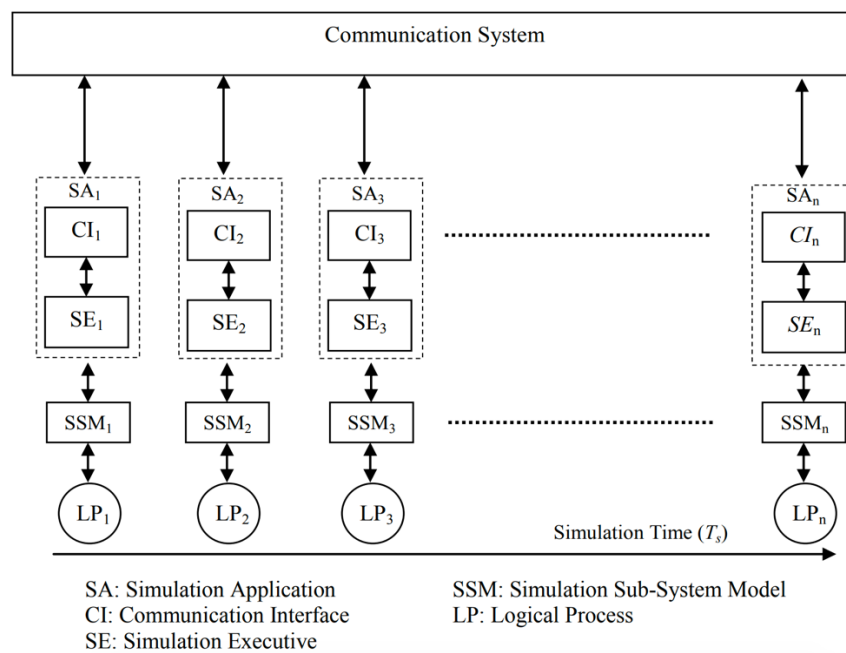 Communication System
SA₁ SA₂ SA₃ SAₙ
CI₁ CI₂ CI₃ CIₙ
SE₁ SE₂ SE₃ SEₙ
SSM₁ SSM₂ SSM₃ SSMₙ
LP₁ LP₂ LP₃ LPₙ
Simulation Time (Tₛ)
SA: Simulation Application SSM: Simulation Sub-System Model
CI: Communication Interface LP: Logical Process
SE: Simulation Executive